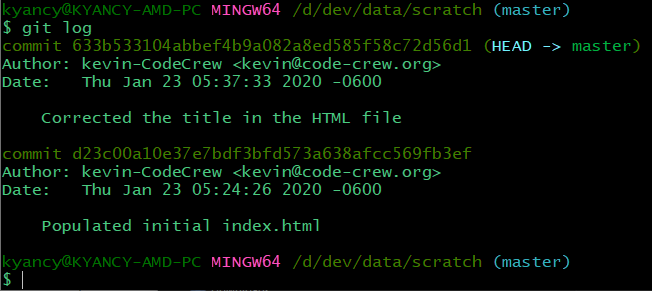 kyancy@KYANCY-AMD-PC MINGW64 /d/dev/data/scratch (master)
$ git log
commit 633b533104abbef4b9a082a8ed585f58c72d56d1 (HEAD -> master)
Author: kevin-CodeCrew <kevin@code-crew.org>
Date:   Thu Jan 23 05:37:33 2020 -0600

    Corrected the title in the HTML file

commit d23c00a10e37e7bdf3bfd573a638afcc569fb3ef
Author: kevin-CodeCrew <kevin@code-crew.org>
Date:   Thu Jan 23 05:24:26 2020 -0600

    Populated initial index.html

kyancy@KYANCY-AMD-PC MINGW64 /d/dev/data/scratch (master)
$